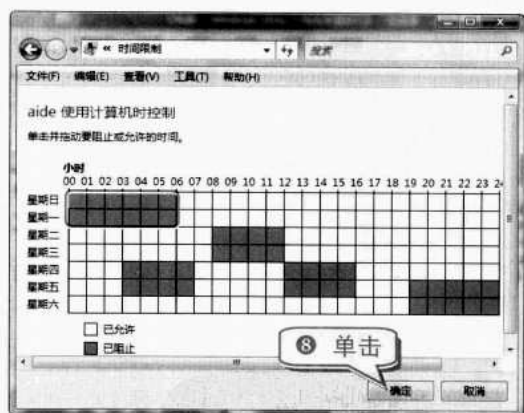 « 时间限制
搜索
文件(F) 编辑(E) 查看(V) 工具(T) 帮助(H)
aide 使用计算机时控制
单击并拖动要阻止或允许的时间。
小时
00 01 02 03 04 05 06 07 08 09 10 11 12 13 14 15 16 17 18 19 20 21 22 23 24
星期日
星期一
星期二
星期三
星期四
星期五
星期六
已允许
已阻止
❽ 单击
确定 取消